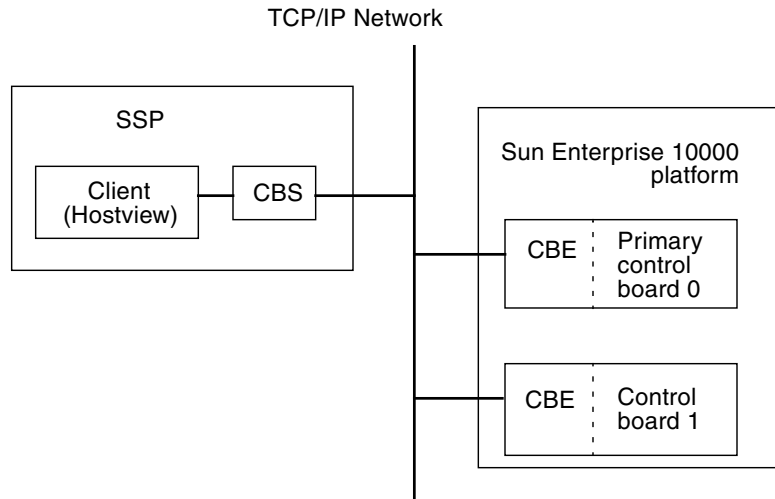 TCP/IP Network
SSP
Client
(Hostview)
CBS
Sun Enterprise 10000
platform
CBE
Primary
control
board 0
CBE
Control
board 1